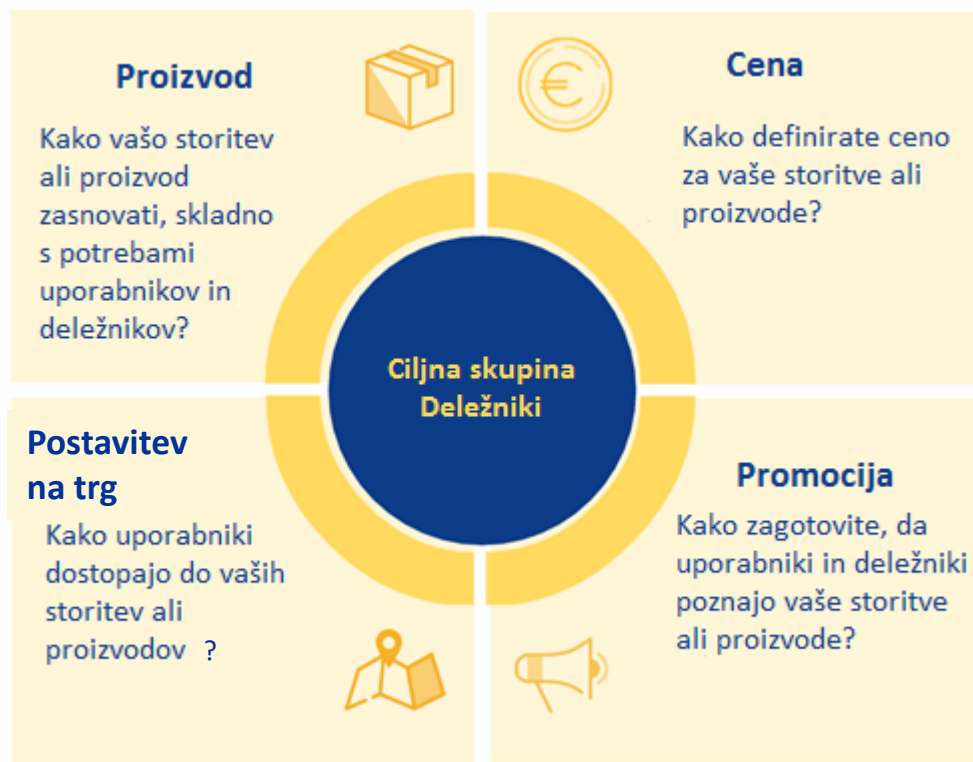 Proizvod
Kako vašo storitev
ali proizvod
zasnovati, skladno
s potrebami
uporabnikov in
deležnikov?
Cena
Kako definirate ceno
za vaše storitve ali
proizvode?
Ciljna skupina
Deležniki
Postavitev
na trg
Kako uporabniki
dostopajo do vaših
storitev ali
proizvodov ?
Promocija
Kako zagotovite, da
uporabniki in deležniki
poznajo vaše storitve
ali proizvode?